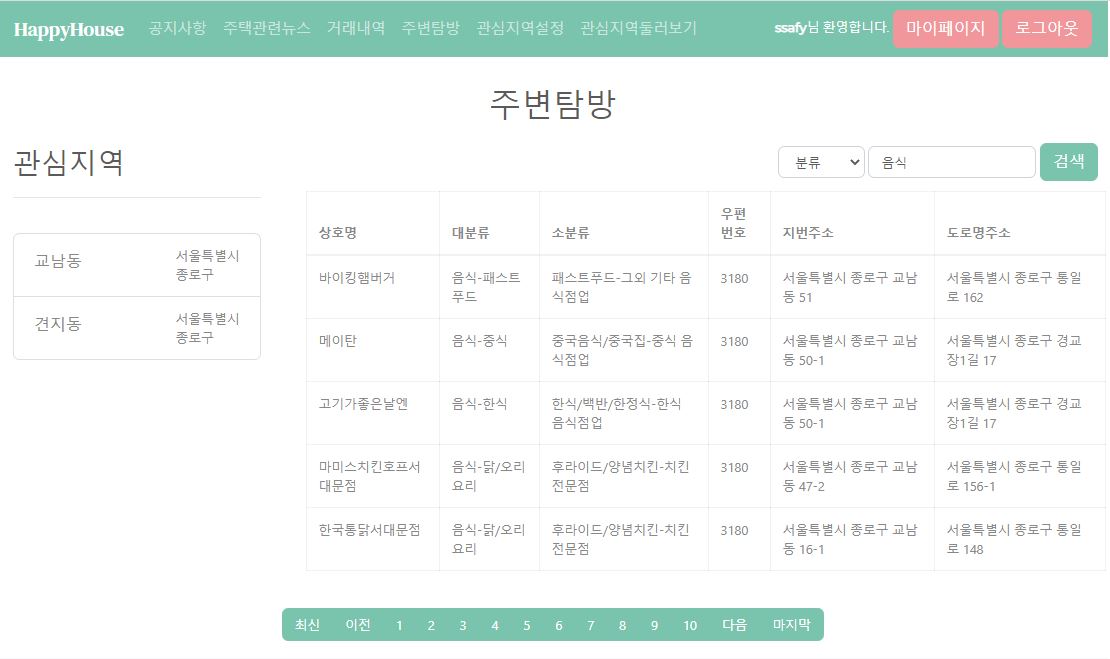 HappyHouse 공지사항 주택관련뉴스 거래내역 주변탐방 관심지역설정 관심지역둘러보기 ssafy님 환영합니다. 마이페이지 로그아웃
주변탐방
관심지역
분류 음식 검색
교남동 서울특별시
종로구
견지동 서울특별시
종로구
상호명 대분류 소분류 우편
번호 지번주소 도로명주소
바이킹햄버거 음식-패스트 패스트푸드-그외 기타 음 3180 서울특별시 종로구 교남 서울특별시 종로구 통일
푸드 식점업 동 51 로 162
메이탄 음식-중식 중국음식/중국집-중식 음 3180 서울특별시 종로구 교남 서울특별시 종로구 경교
식점업 동 50-1 장1길 17
고기가좋은날엔 음식-한식 한식/백반/한정식-한식 3180 서울특별시 종로구 교남 서울특별시 종로구 경교
음식점업 동 50-1 장1길 17
마미스치킨호프서 음식-닭/오리 후라이드/양념치킨-치킨 3180 서울특별시 종로구 교남 서울특별시 종로구 통일
대문점 요리 전문점 동 47-2 로 156-1
한국통닭서대문점 음식-닭/오리 후라이드/양념치킨-치킨 3180 서울특별시 종로구 교남 서울특별시 종로구 통일
요리 전문점 동 16-1 로 148
최신 이전 1 2 3 4 5 6 7 8 9 10 다음 마지막